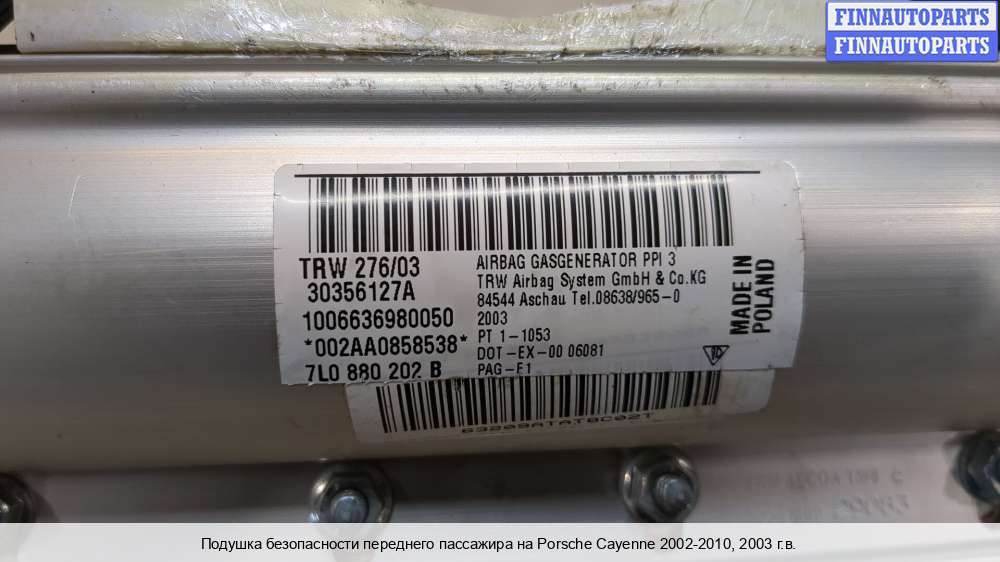 FINNAUTOPARTS
FINNAUTOPARTS
TRW 276/03
30356127A
1006636980050
*002AA0858538*
7L0 880 202 B
AIRBAG GASGENERATOR PPI 3
TRW Airbag System GmbH & Co.KG
84544 Aschau Tel.08638/965-0
2003
PT 1-1053
DOT-EX-00 06081
PAG-F1
MADE IN
POLAND
Подушка безопасности переднего пассажира на Porsche Cayenne 2002-2010, 2003 г.в.